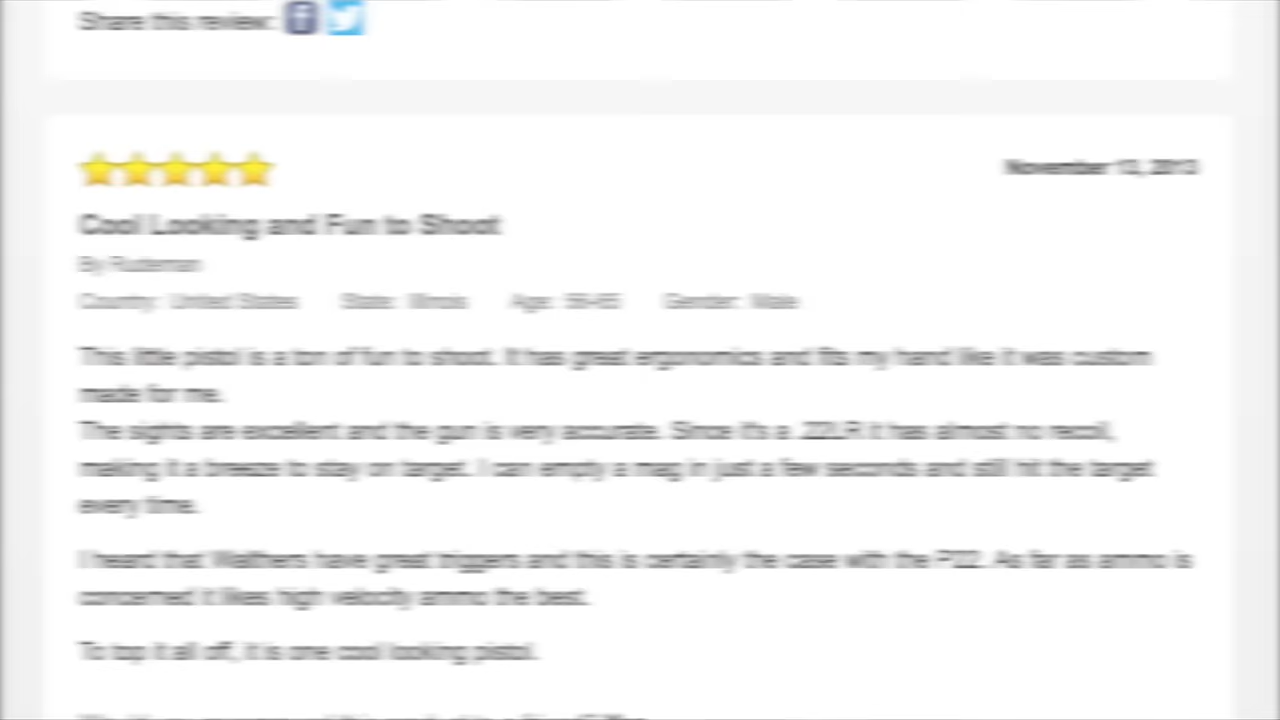 Share this review:
November 13, 2013
Cool Looking and Fun to Shoot
By
Country: United States State: Illinois Age: Gender: Male
This little pistol is a ton of fun to shoot. It has great ergonomics and fits my hand like it was custom
made for me.
The sights are excellent and the gun is very accurate. Since it's a .22LR it has almost no recoil,
making it a breeze to stay on target. I can empty a mag in just a few seconds and still hit the target
every time.
I heard that Walthers have great triggers and this is certainly the case with the P22. As far as ammo is
concerned, it likes high velocity ammo the best.
To top it all off, it is one cool looking pistol.